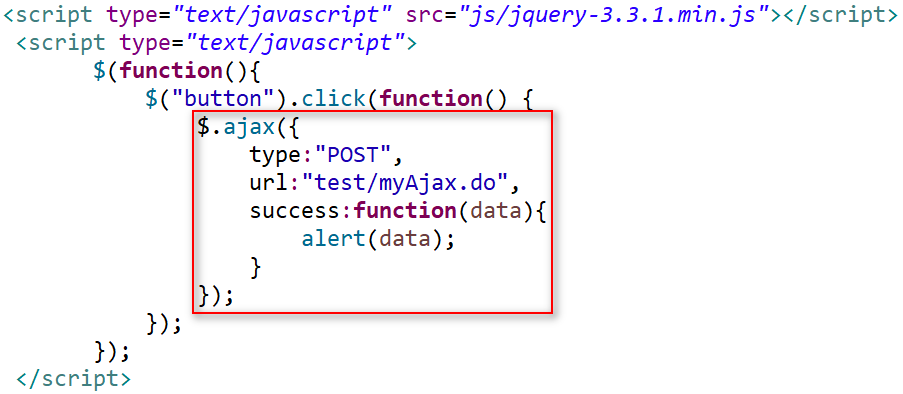 <script type="text/javascript" src="js/jquery-3.3.1.min.js"></script>
<script type="text/javascript">
$(function(){
$("button").click(function() {
$.ajax({
type:"POST",
url:"test/myAjax.do",
success:function(data){
alert(data);
}
});
});
});
</script>